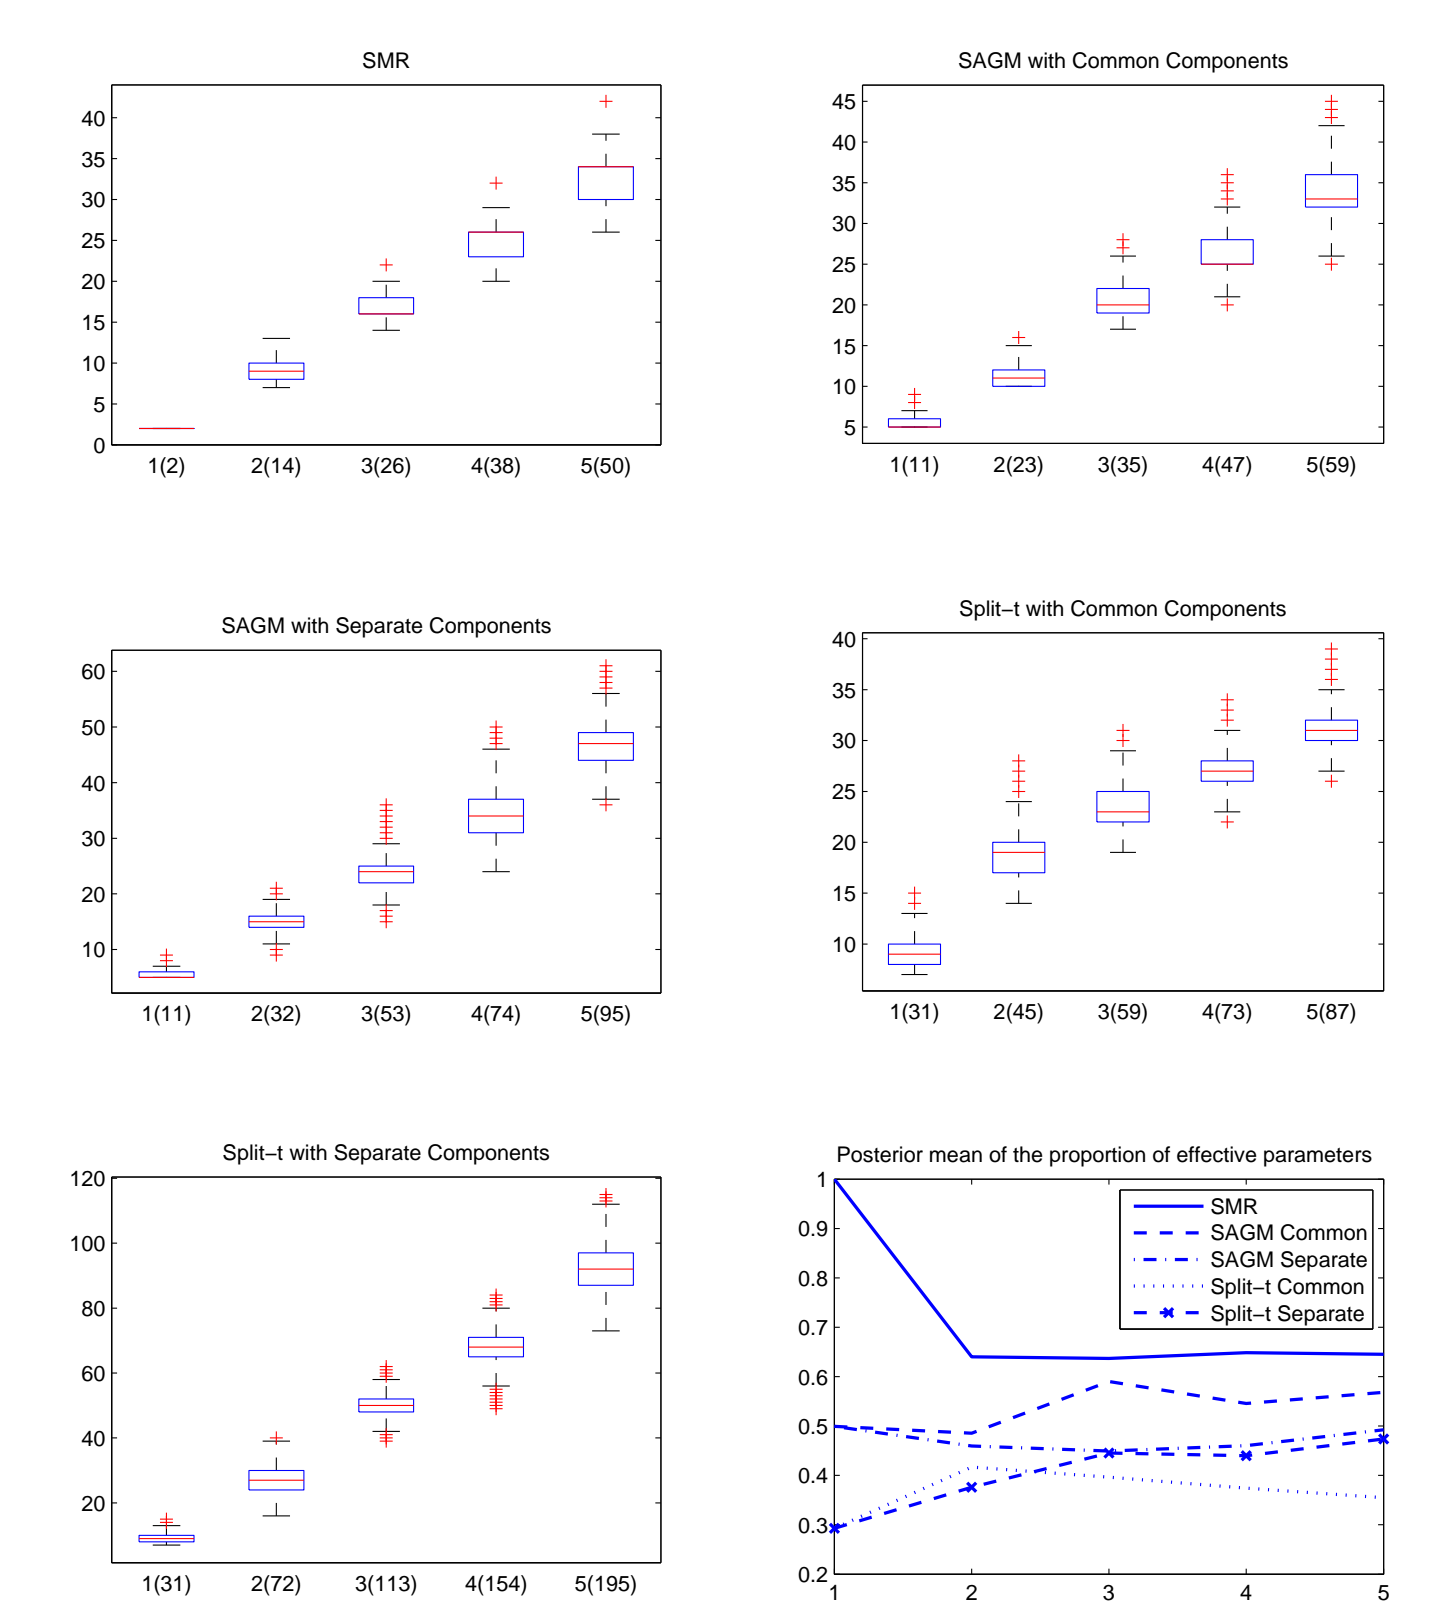 SMR
40
35
30
25
20
15
10
5
0
1(2) 2(14) 3(26) 4(38) 5(50)
SAGM with Common Components
45
40
35
30
25
20
15
10
5
1(11) 2(23) 3(35) 4(47) 5(59)
SAGM with Separate Components
60
50
40
30
20
10
1(11) 2(32) 3(53) 4(74) 5(95)
Split−t with Common Components
40
35
30
25
20
15
10
1(31) 2(45) 3(59) 4(73) 5(87)
Split−t with Separate Components
120
100
80
60
40
20
1(31) 2(72) 3(113) 4(154) 5(195)
Posterior mean of the proportion of effective parameters
1
0.9
0.8
0.7
0.6
0.5
0.4
0.3
0.2
1 2 3 4 5
SMR
SAGM Common
SAGM Separate
Split−t Common
Split−t Separate